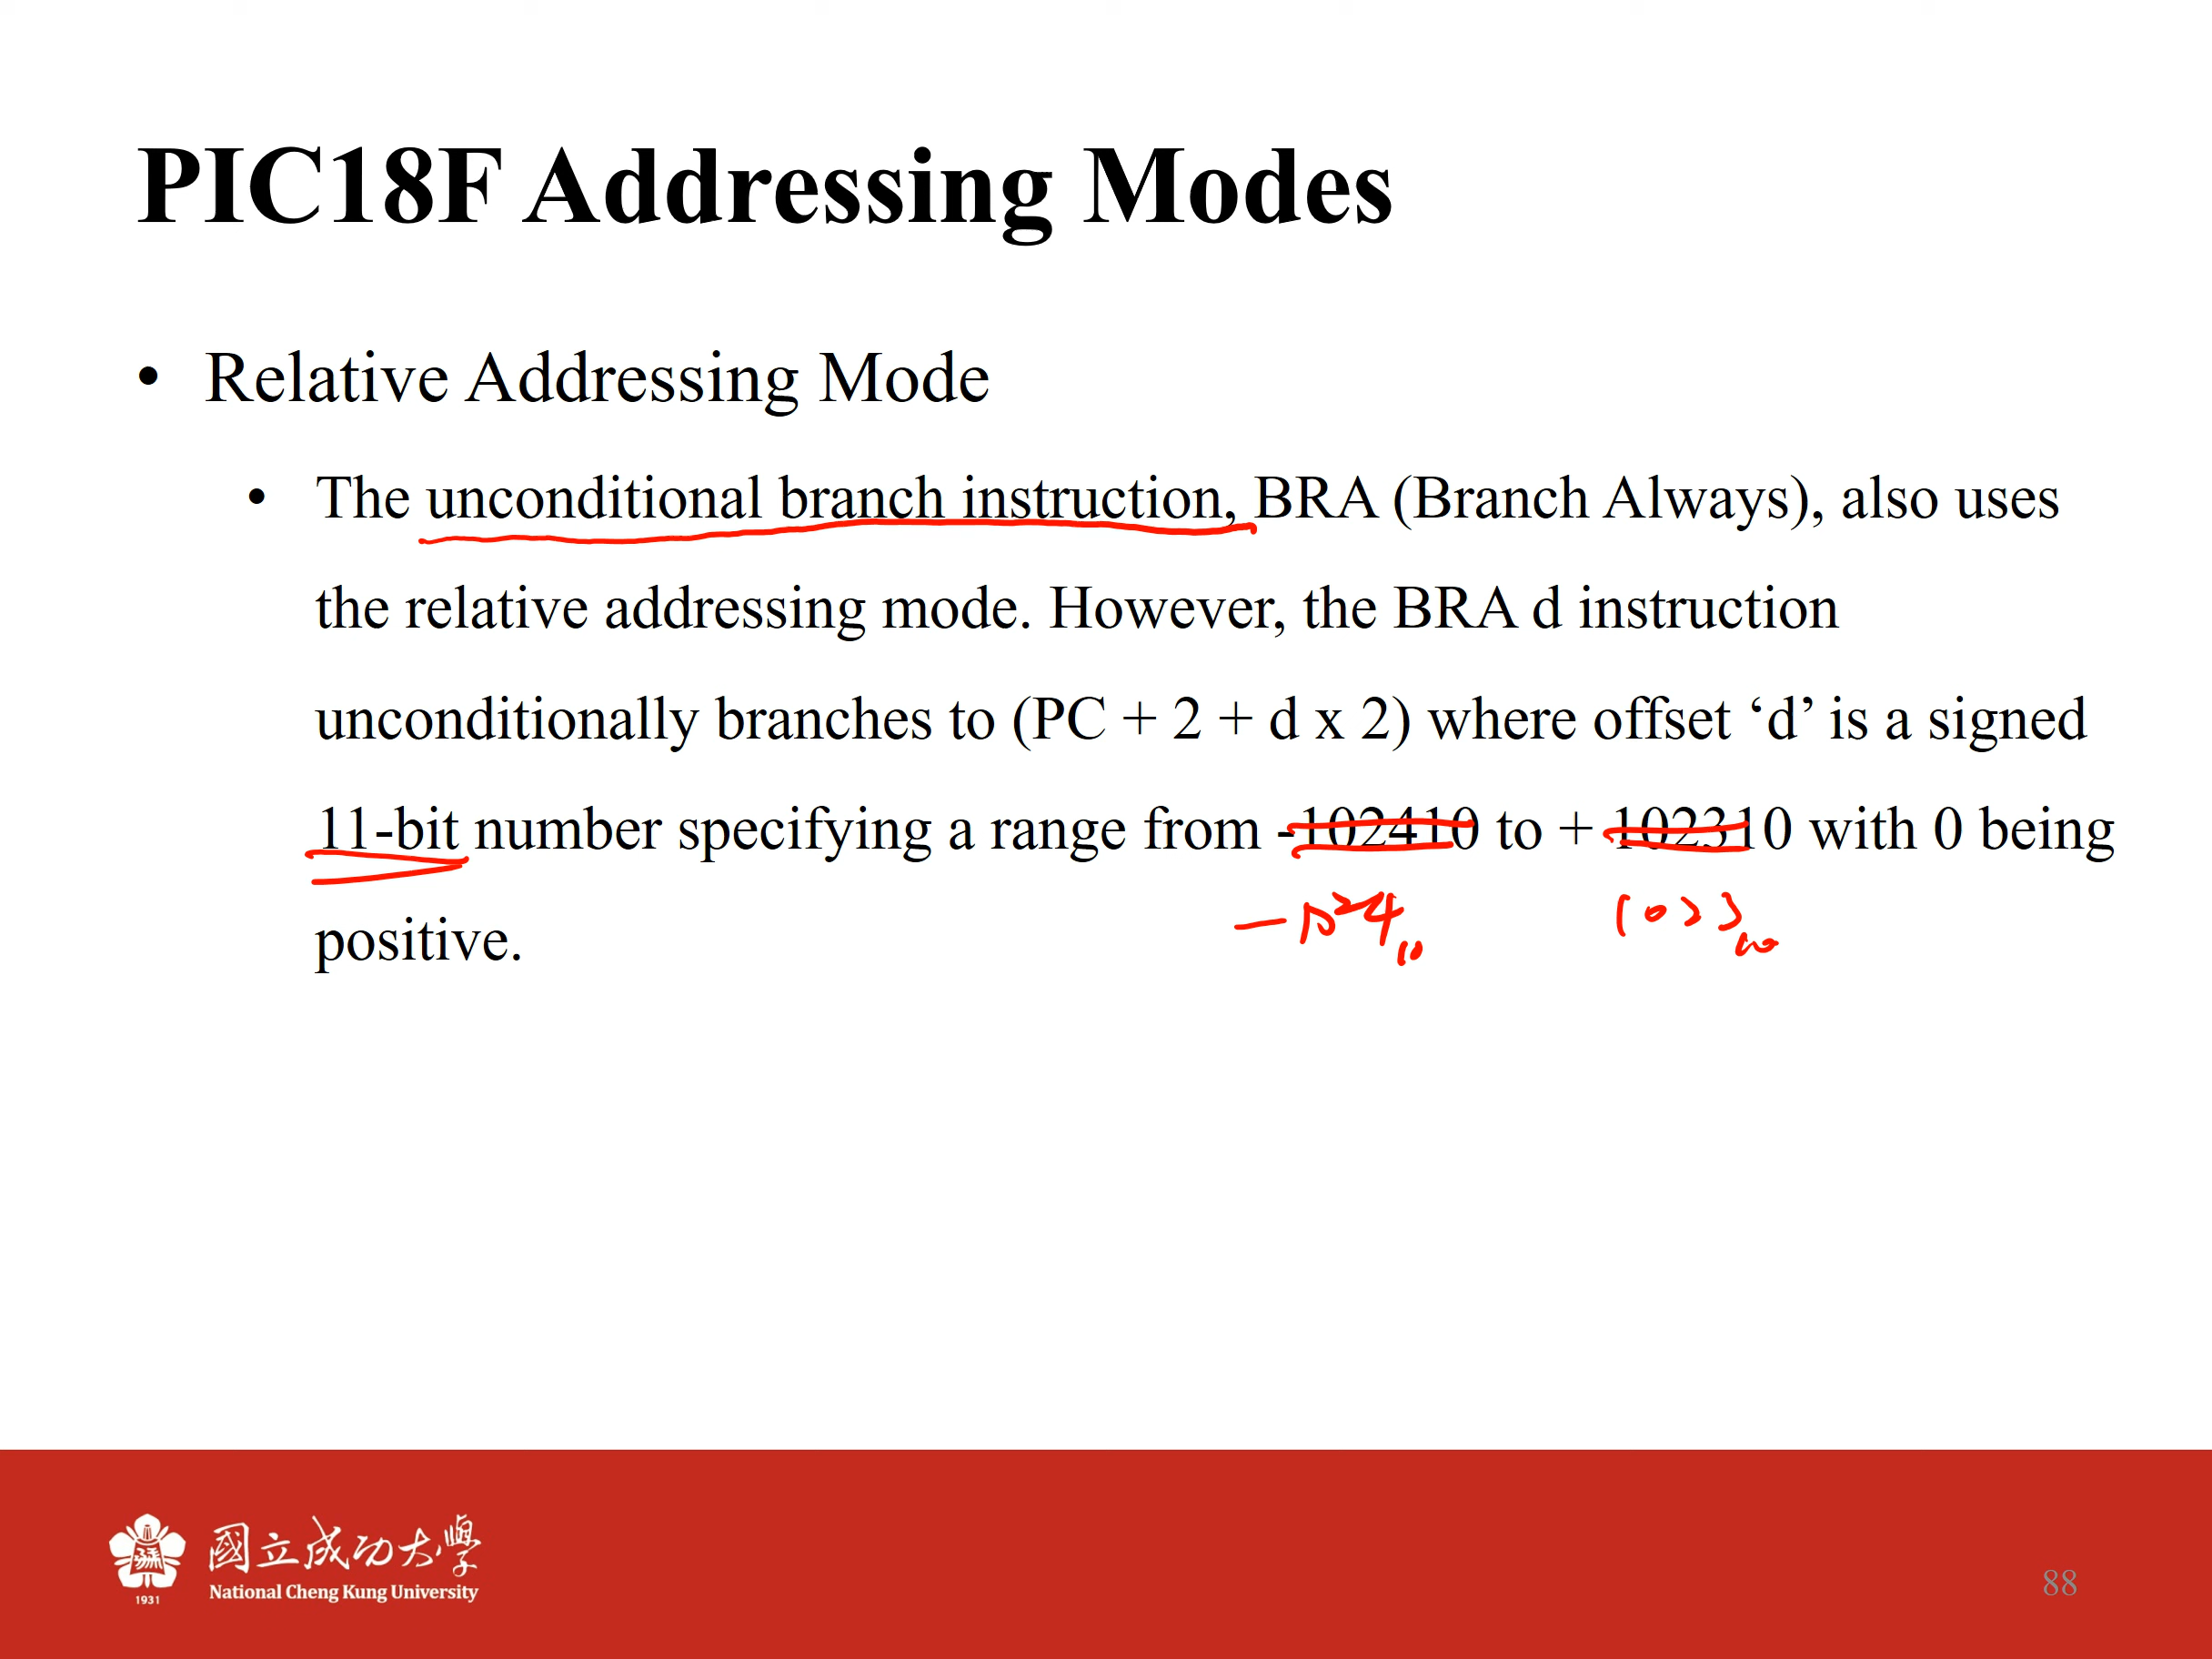 PIC18F Addressing Modes
• Relative Addressing Mode
• The unconditional branch instruction, BRA (Branch Always), also uses
the relative addressing mode. However, the BRA d instruction
unconditionally branches to (PC + 2 + d x 2) where offset ‘d’ is a signed
11-bit number specifying a range from -102410 to + 102310 with 0 being
-1024₁₀ 1023₁₀
positive.
國立成功大學
National Cheng Kung University
1931
88